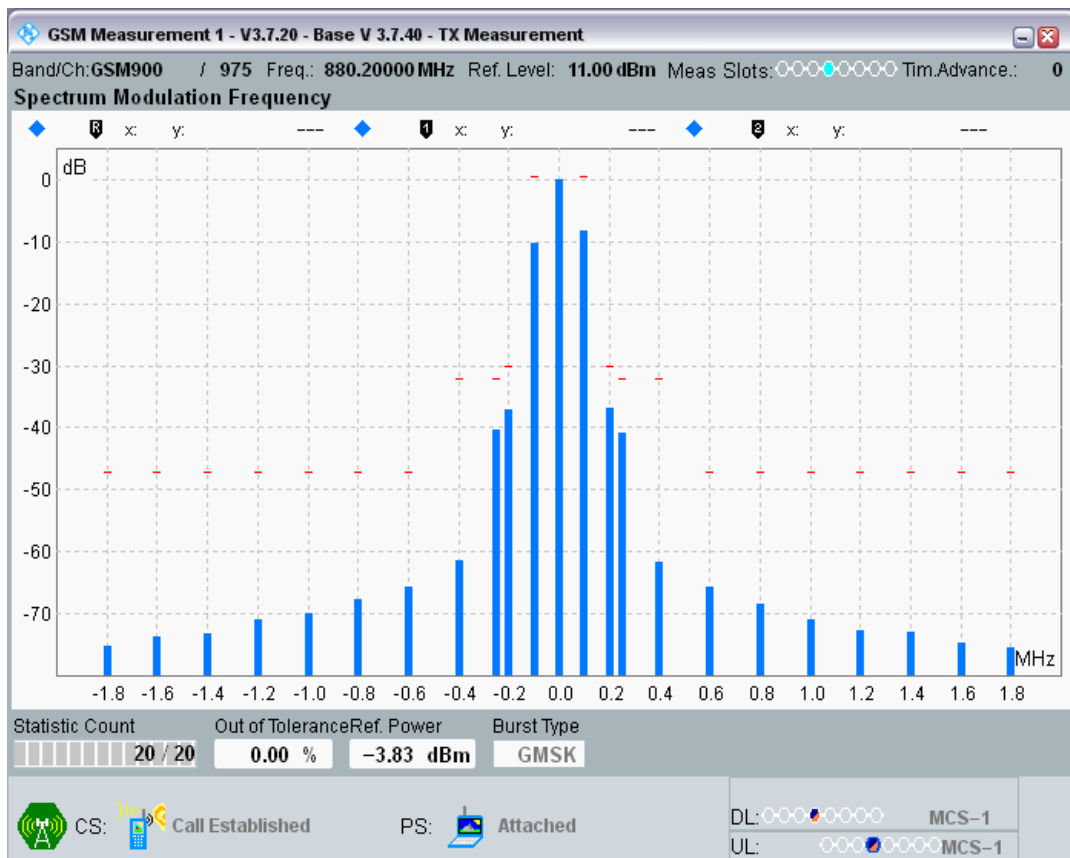 GSM Measurement 1 - V3.7.20 - Base V 3.7.40 - TX Measurement
Band/Ch:GSM900 / 975 Freq.: 880.20000 MHz Ref. Level: 11.00 dBm Meas Slots: Tim.Advance.: 0
Spectrum Modulation Frequency
R x: y: --- 1 x: y: --- 2 x: y: ---
dB
0
-10
-20
-30
-40
-50
-60
-70
MHz
-1.8 -1.6 -1.4 -1.2 -1.0 -0.8 -0.6 -0.4 -0.2 0.0 0.2 0.4 0.6 0.8 1.0 1.2 1.4 1.6 1.8
Statistic Count Out of Tolerance Ref. Power Burst Type
20 / 20 0.00 % −3.83 dBm GMSK
CS: Call Established PS: Attached
DL: MCS−1
UL: MCS−1